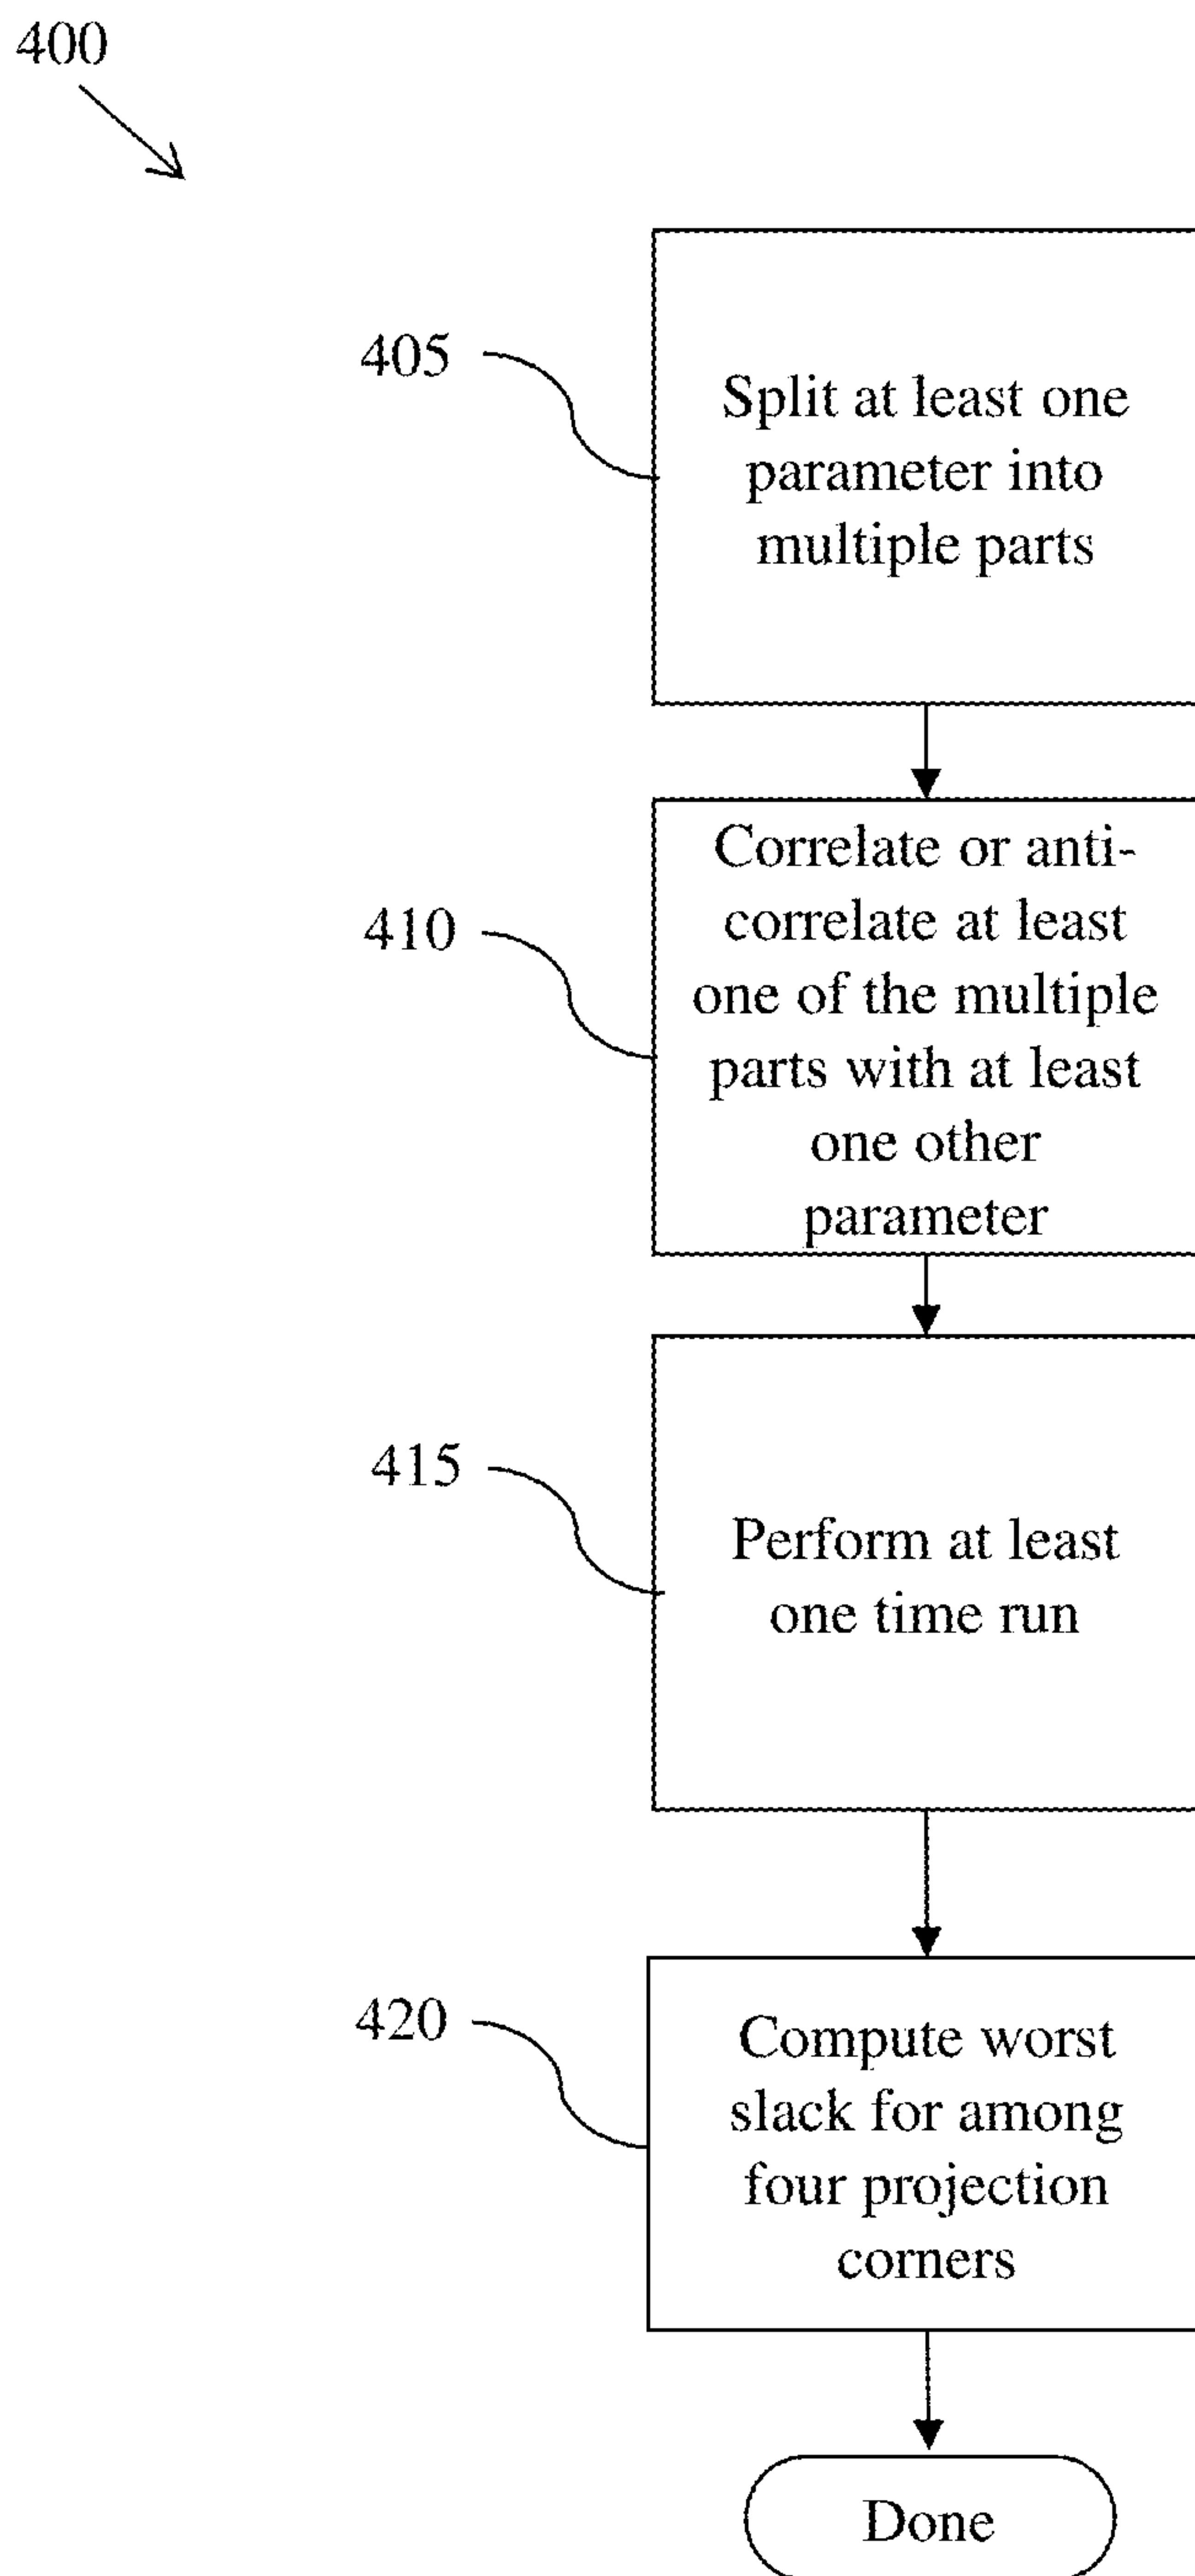 400
405
Split at least one
parameter into
multiple parts
410
Correlate or anti-
correlate at least
one of the multiple
parts with at least
one other
parameter
415
Perform at least
one time run
420
Compute worst
slack for among
four projection
corners
Done